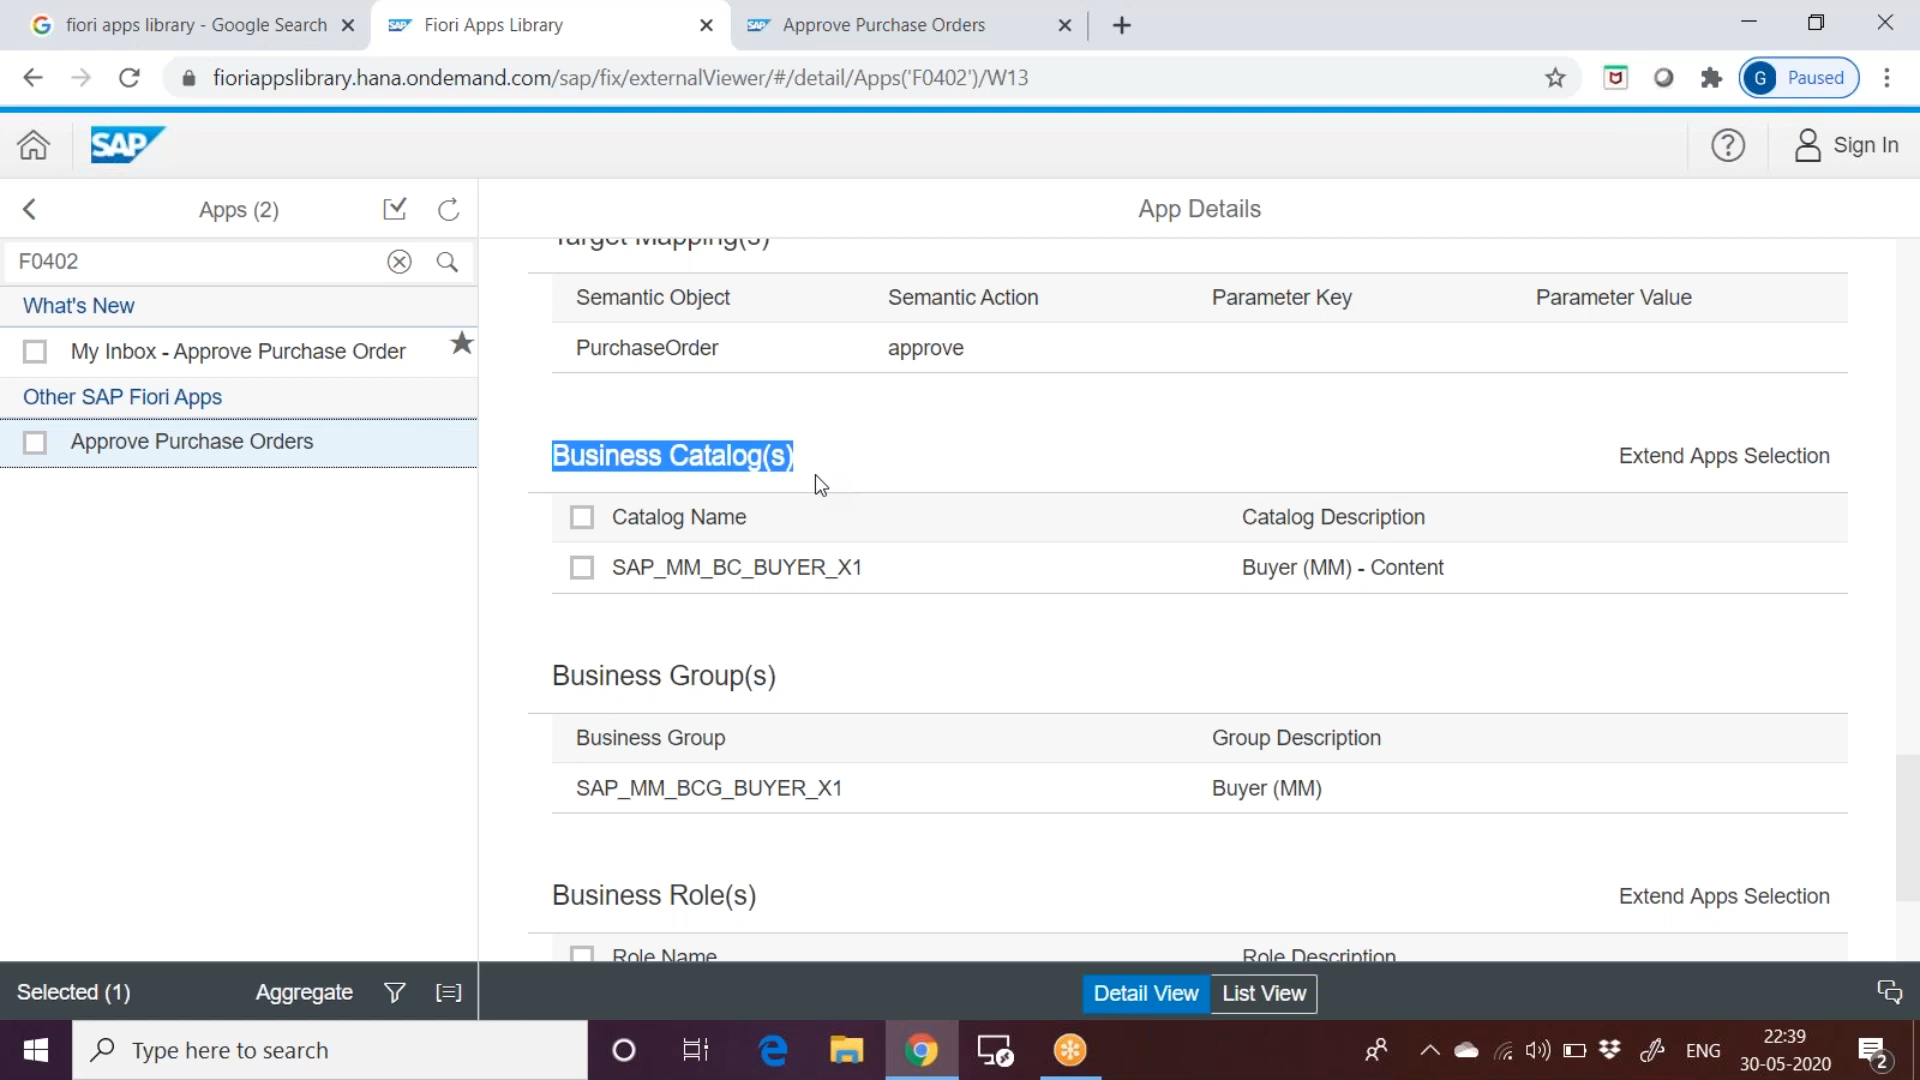 fiori apps library - Google Search
SAP Fiori Apps Library
SAP Approve Purchase Orders
fioriappslibrary.hana.ondemand.com/sap/fix/externalViewer/#/detail/Apps('F0402')/W13
G Paused
SAP
Sign In
Apps (2)
App Details
F0402
What's New
My Inbox - Approve Purchase Order
Other SAP Fiori Apps
Approve Purchase Orders
Target Mapping(s)
Semantic Object Semantic Action Parameter Key Parameter Value
PurchaseOrder approve
Business Catalog(s) Extend Apps Selection
Catalog Name Catalog Description
SAP_MM_BC_BUYER_X1 Buyer (MM) - Content
Business Group(s)
Business Group Group Description
SAP_MM_BCG_BUYER_X1 Buyer (MM)
Business Role(s) Extend Apps Selection
Role Name Role Description
Selected (1) Aggregate
Detail View List View
Type here to search
ENG
22:39
30-05-2020
2